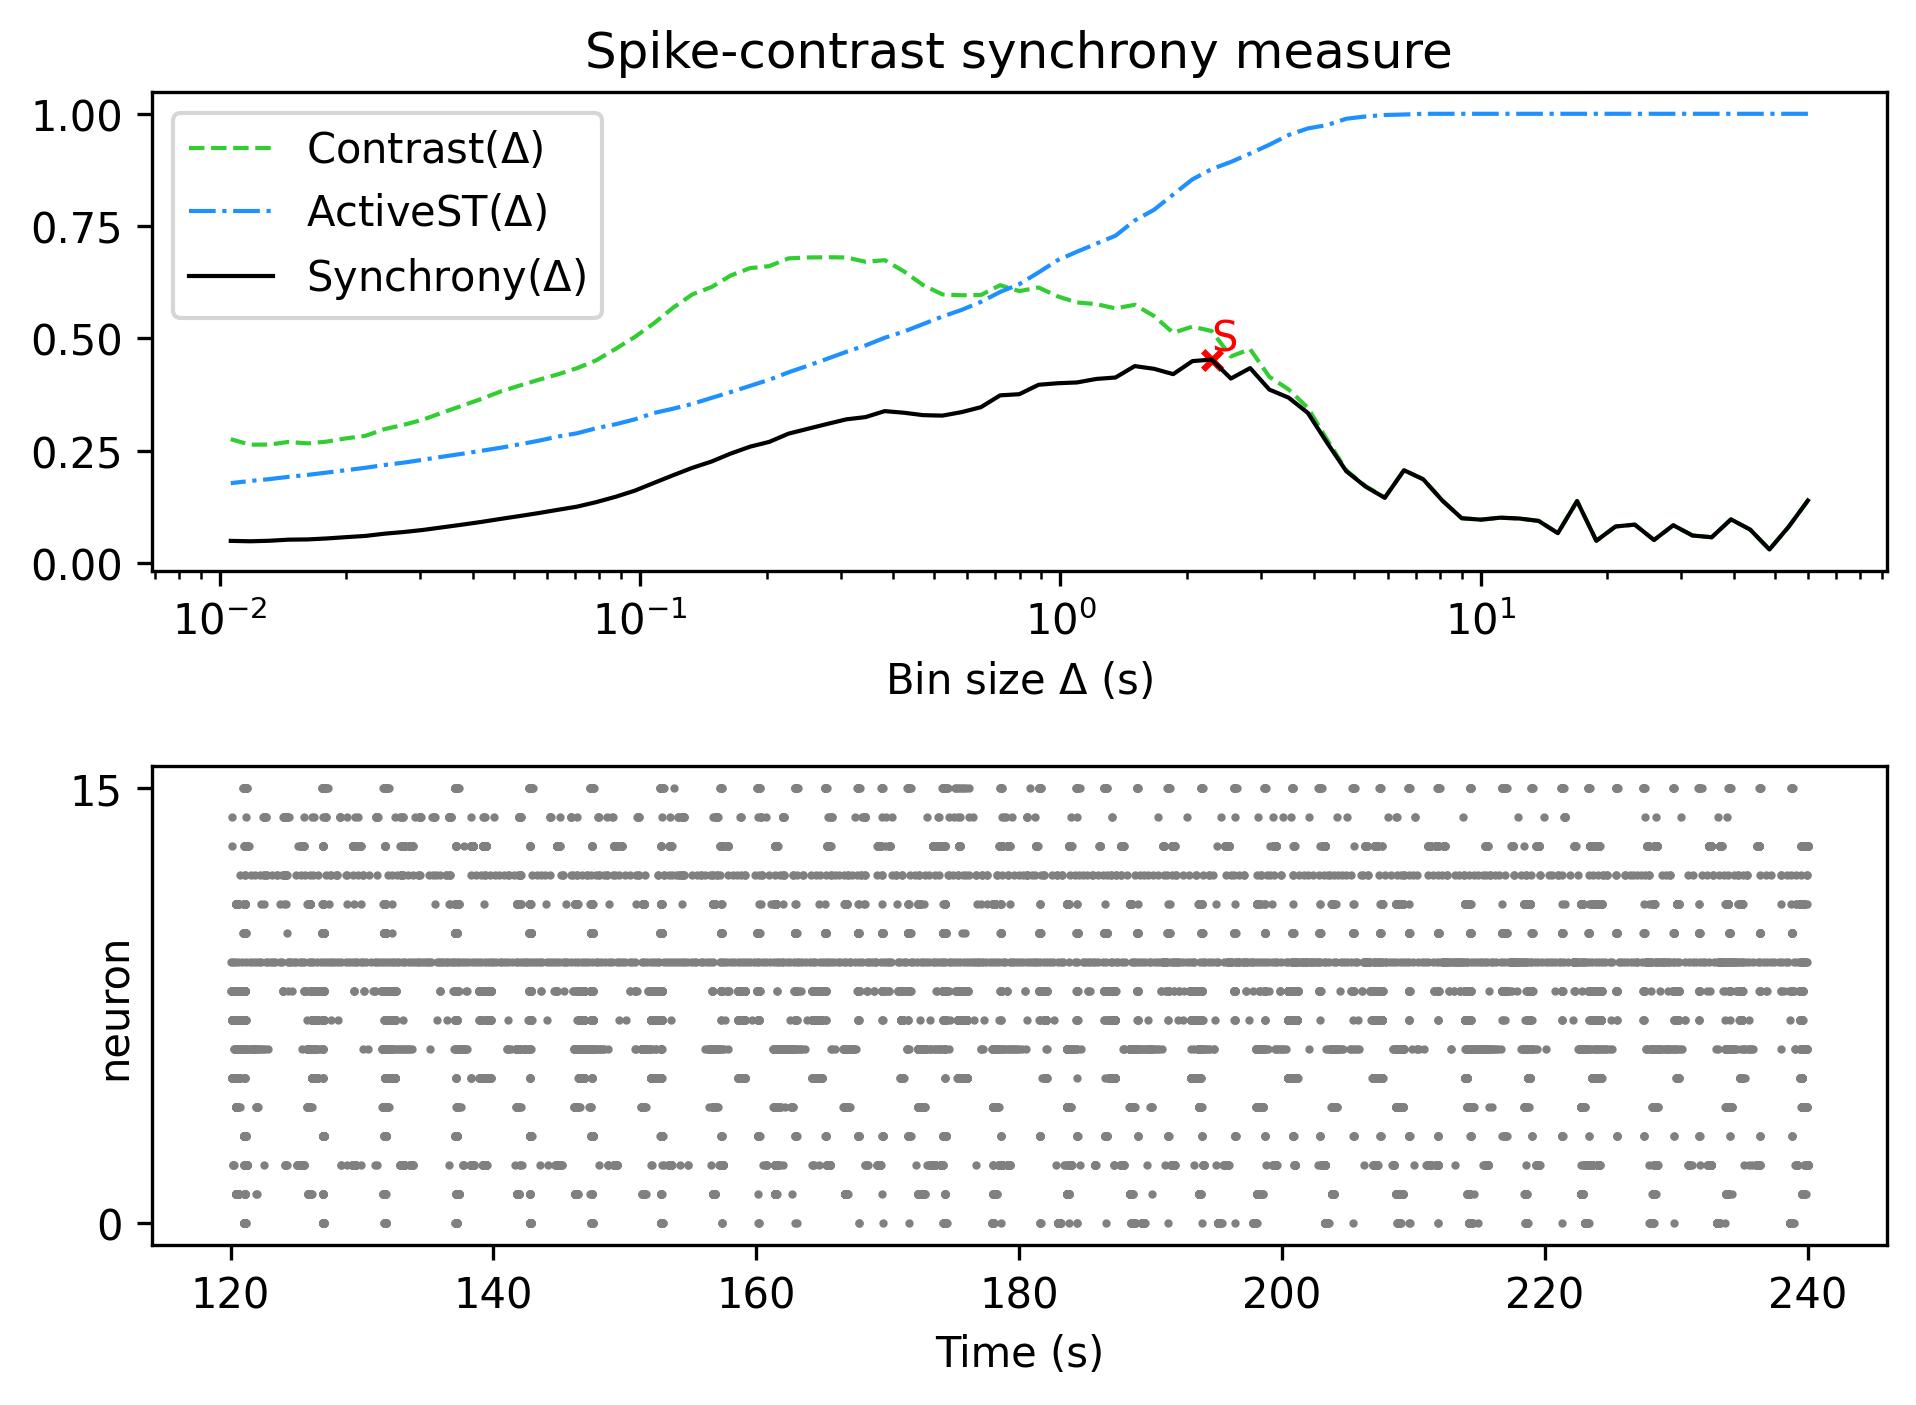 Spike-contrast synchrony measure
1.00
0.75
0.50
0.25
0.00
Contrast(Δ)
ActiveST(Δ)
Synchrony(Δ)
S
10⁻² 10⁻¹ 10⁰ 10¹
Bin size Δ (s)
15
0
neuron
120 140 160 180 200 220 240
Time (s)